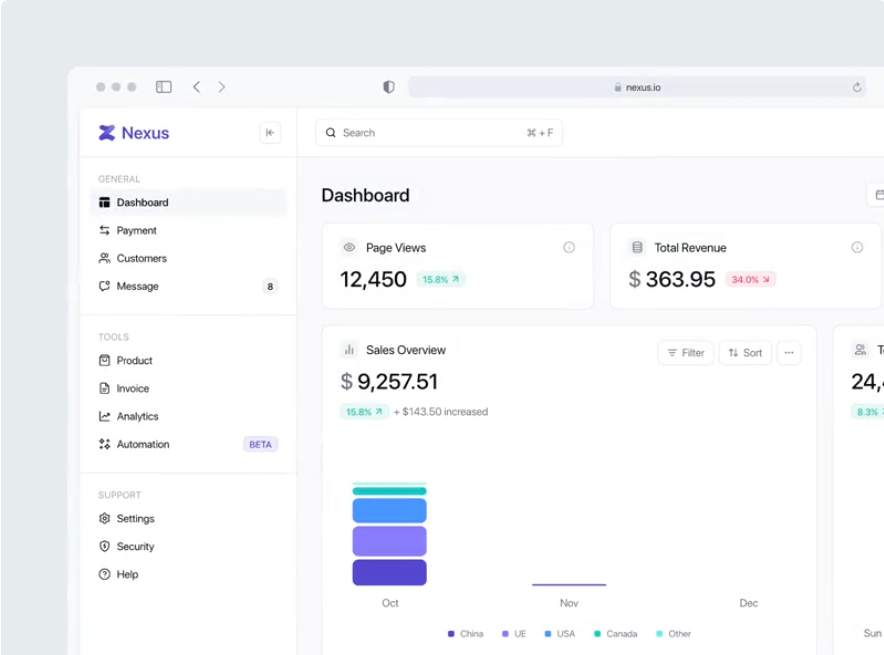 nexus.io
Nexus
Search
⌘ + F
GENERAL
Dashboard
Payment
Customers
Message
8
TOOLS
Product
Invoice
Analytics
Automation
BETA
SUPPORT
Settings
Security
Help
Dashboard
Page Views
12,450
15.8%
Total Revenue
$ 363.95
34.0%
Sales Overview
Filter
Sort
$ 9,257.51
15.8%
+ $143.50 increased
Oct
Nov
Dec
China
UE
USA
Canada
Other
24,
8.3%
Sun